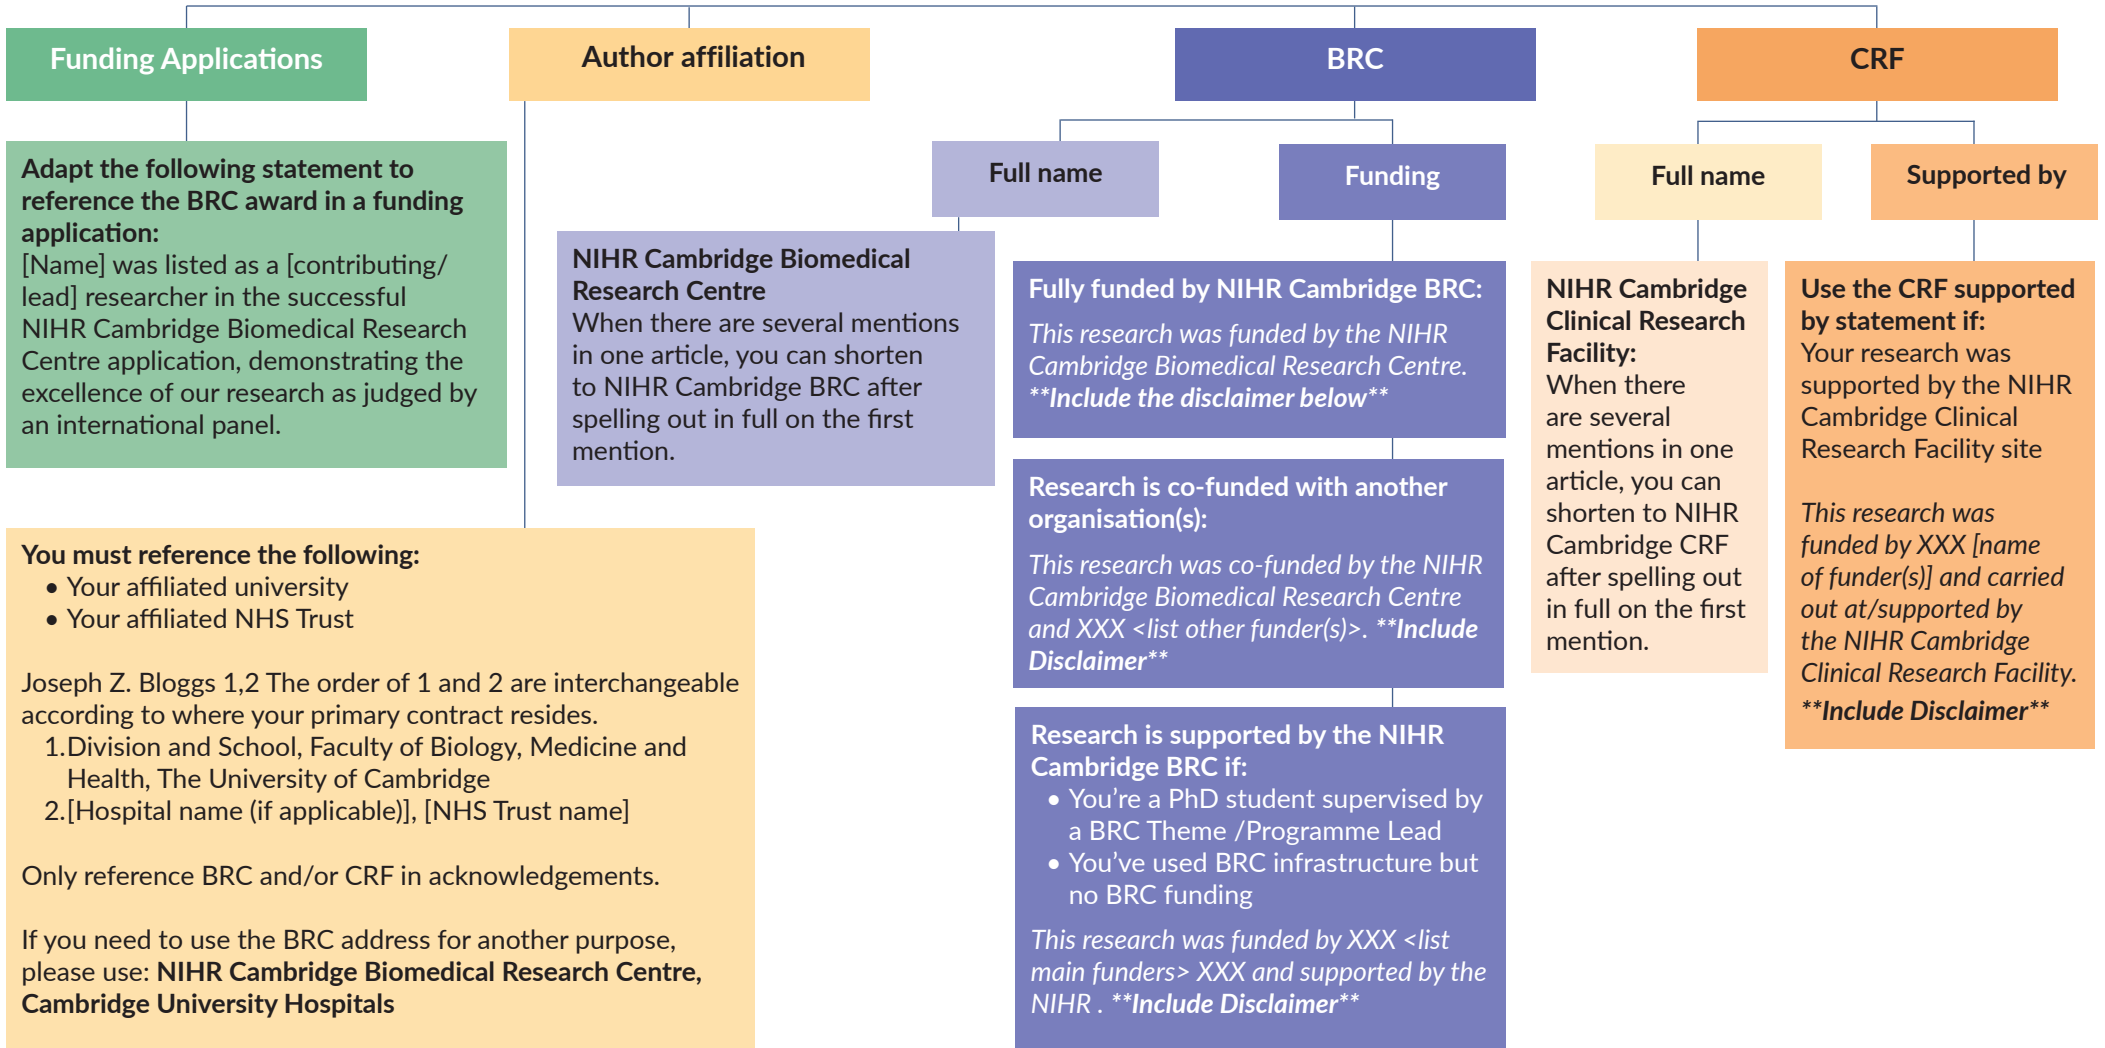 Funding Applications
Adapt the following statement to
reference the BRC award in a funding
application:
[Name] was listed as a [contributing/
lead] researcher in the successful
NIHR Cambridge Biomedical Research
Centre application, demonstrating the
excellence of our research as judged by
an international panel.
Author affiliation
You must reference the following:
• Your affiliated university
• Your affiliated NHS Trust
Joseph Z. Bloggs 1,2 The order of 1 and 2 are interchangeable
according to where your primary contract resides.
1.Division and School, Faculty of Biology, Medicine and
Health, The University of Cambridge
2.[Hospital name (if applicable)], [NHS Trust name]
Only reference BRC and/or CRF in acknowledgements.
If you need to use the BRC address for another purpose,
please use: NIHR Cambridge Biomedical Research Centre,
Cambridge University Hospitals
BRC
Full name
NIHR Cambridge Biomedical
Research Centre
When there are several mentions
in one article, you can shorten
to NIHR Cambridge BRC after
spelling out in full on the first
mention.
Funding
Fully funded by NIHR Cambridge BRC:
This research was funded by the NIHR
Cambridge Biomedical Research Centre.
**Include the disclaimer below**
Research is co-funded with another
organisation(s):
This research was co-funded by the NIHR
Cambridge Biomedical Research Centre
and XXX <list other funder(s)>. **Include
Disclaimer**
Research is supported by the NIHR
Cambridge BRC if:
• You're a PhD student supervised by
a BRC Theme /Programme Lead
• You've used BRC infrastructure but
no BRC funding
This research was funded by XXX <list
main funders> XXX and supported by the
NIHR . **Include Disclaimer**
CRF
Full name
NIHR Cambridge
Clinical Research
Facility:
When there
are several
mentions in one
article, you can
shorten to NIHR
Cambridge CRF
after spelling out
in full on the first
mention.
Supported by
Use the CRF supported
by statement if:
Your research was
supported by the NIHR
Cambridge Clinical
Research Facility site
This research was
funded by XXX [name
of funder(s)] and carried
out at/supported by
the NIHR Cambridge
Clinical Research Facility.
**Include Disclaimer**